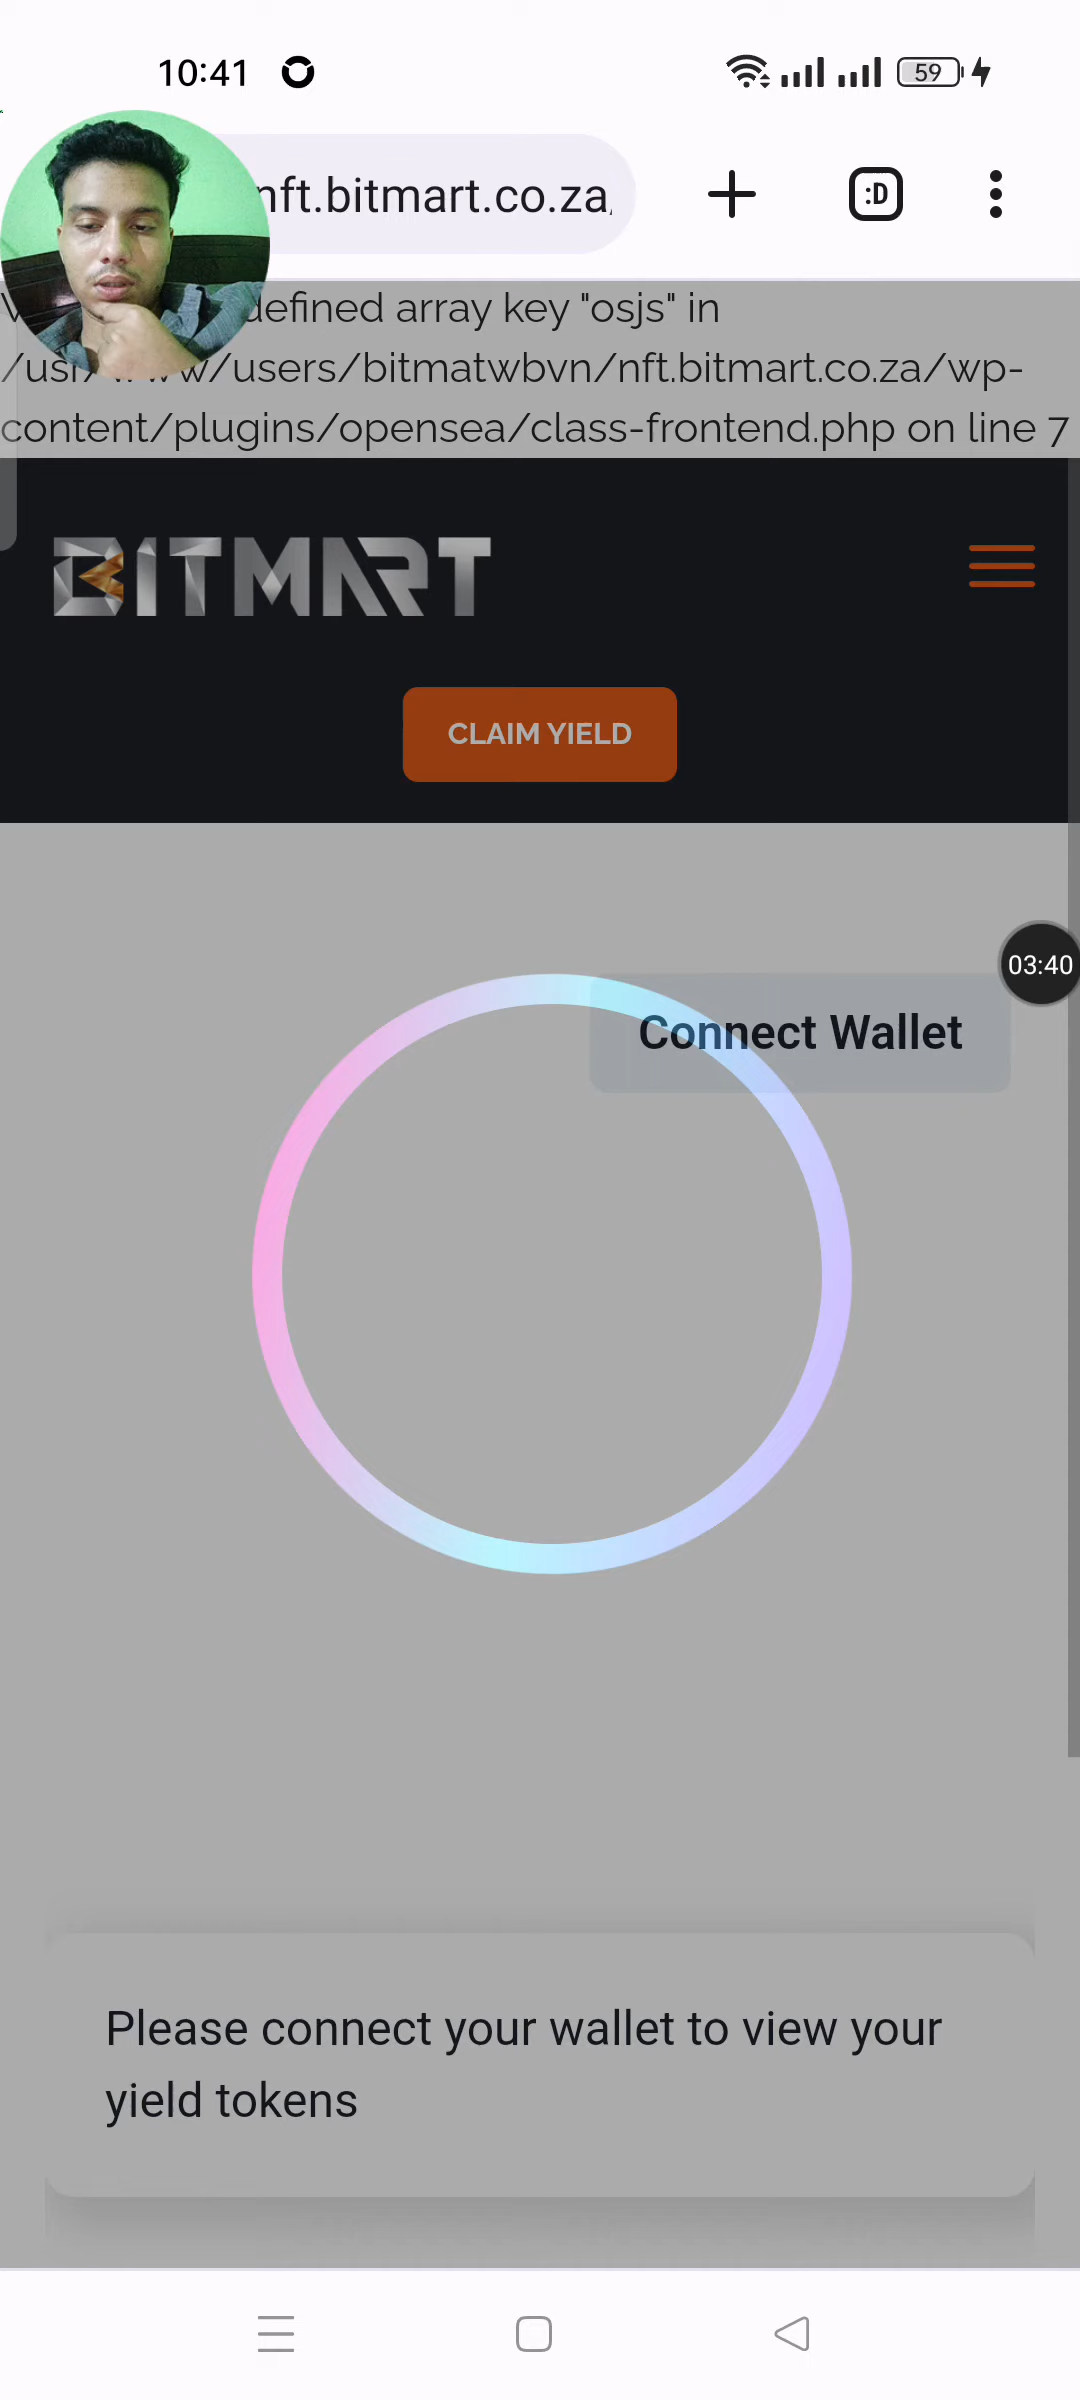 10:41
59
nft.bitmart.co.za
:D
defined array key "osjs" in
/usr/www/users/bitmatwbvn/nft.bitmart.co.za/wp-
content/plugins/opensea/class-frontend.php on line 7
BITMART
CLAIM YIELD
03:40
Connect Wallet
Please connect your wallet to view your
yield tokens